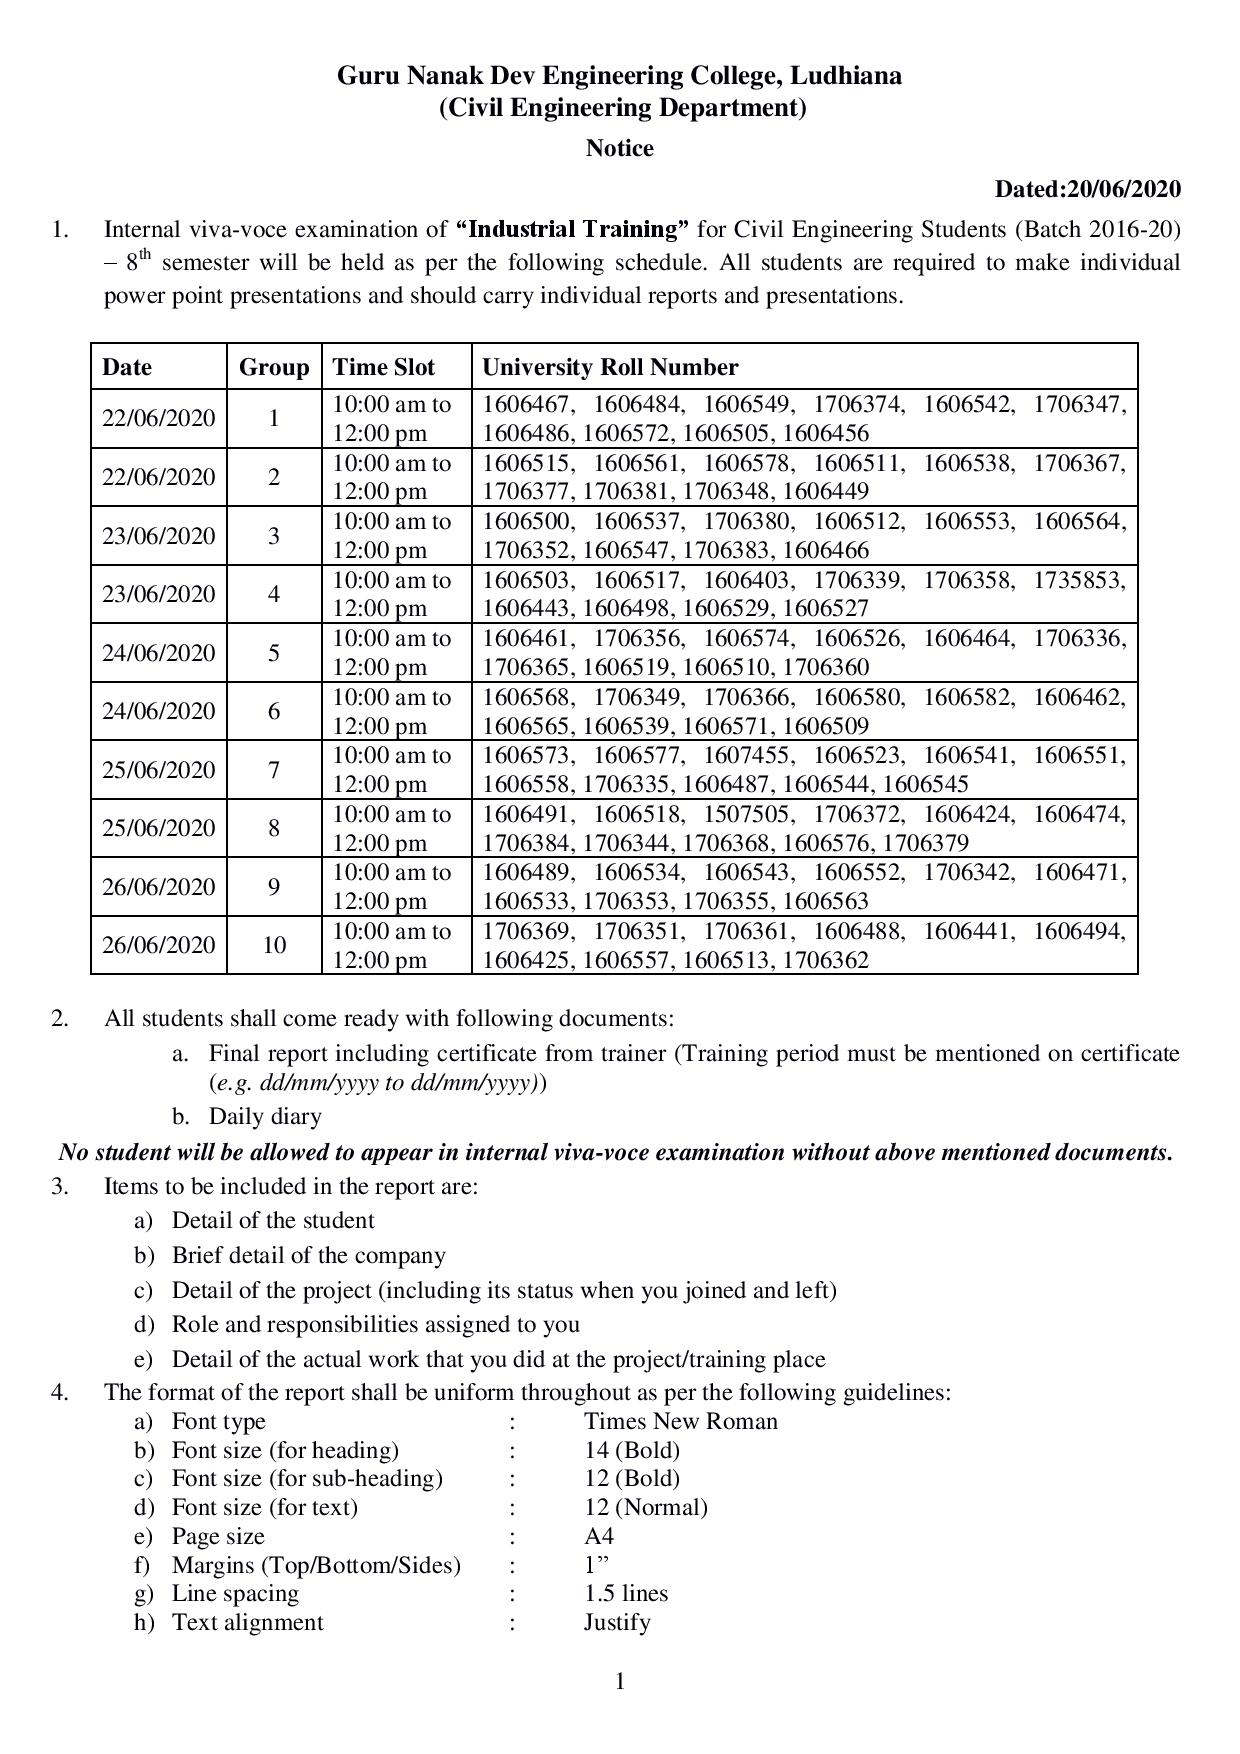 Guru Nanak Dev Engineering College, Ludhiana
(Civil Engineering Department)
Notice
Dated:20/06/2020
1. Internal viva-voce examination of “Industrial Training” for Civil Engineering Students (Batch 2016-20)
– 8th semester will be held as per the following schedule. All students are required to make individual
power point presentations and should carry individual reports and presentations.
Date Group Time Slot University Roll Number
22/06/2020 1 10:00 am to 1606467, 1606484, 1606549, 1706374, 1606542, 1706347,
12:00 pm 1606486, 1606572, 1606505, 1606456
22/06/2020 2 10:00 am to 1606515, 1606561, 1606578, 1606511, 1606538, 1706367,
12:00 pm 1706377, 1706381, 1706348, 1606449
23/06/2020 3 10:00 am to 1606500, 1606537, 1706380, 1606512, 1606553, 1606564,
12:00 pm 1706352, 1606547, 1706383, 1606466
23/06/2020 4 10:00 am to 1606503, 1606517, 1606403, 1706339, 1706358, 1735853,
12:00 pm 1606443, 1606498, 1606529, 1606527
24/06/2020 5 10:00 am to 1606461, 1706356, 1606574, 1606526, 1606464, 1706336,
12:00 pm 1706365, 1606519, 1606510, 1706360
24/06/2020 6 10:00 am to 1606568, 1706349, 1706366, 1606580, 1606582, 1606462,
12:00 pm 1606565, 1606539, 1606571, 1606509
25/06/2020 7 10:00 am to 1606573, 1606577, 1607455, 1606523, 1606541, 1606551,
12:00 pm 1606558, 1706335, 1606487, 1606544, 1606545
25/06/2020 8 10:00 am to 1606491, 1606518, 1507505, 1706372, 1606424, 1606474,
12:00 pm 1706384, 1706344, 1706368, 1606576, 1706379
26/06/2020 9 10:00 am to 1606489, 1606534, 1606543, 1606552, 1706342, 1606471,
12:00 pm 1606533, 1706353, 1706355, 1606563
26/06/2020 10 10:00 am to 1706369, 1706351, 1706361, 1606488, 1606441, 1606494,
12:00 pm 1606425, 1606557, 1606513, 1706362
2. All students shall come ready with following documents:
a. Final report including certificate from trainer (Training period must be mentioned on certificate
(e.g. dd/mm/yyyy to dd/mm/yyyy))
b. Daily diary
No student will be allowed to appear in internal viva-voce examination without above mentioned documents.
3. Items to be included in the report are:
a) Detail of the student
b) Brief detail of the company
c) Detail of the project (including its status when you joined and left)
d) Role and responsibilities assigned to you
e) Detail of the actual work that you did at the project/training place
4. The format of the report shall be uniform throughout as per the following guidelines:
a) Font type : Times New Roman
b) Font size (for heading) : 14 (Bold)
c) Font size (for sub-heading) : 12 (Bold)
d) Font size (for text) : 12 (Normal)
e) Page size : A4
f) Margins (Top/Bottom/Sides) : 1”
g) Line spacing : 1.5 lines
h) Text alignment : Justify
1